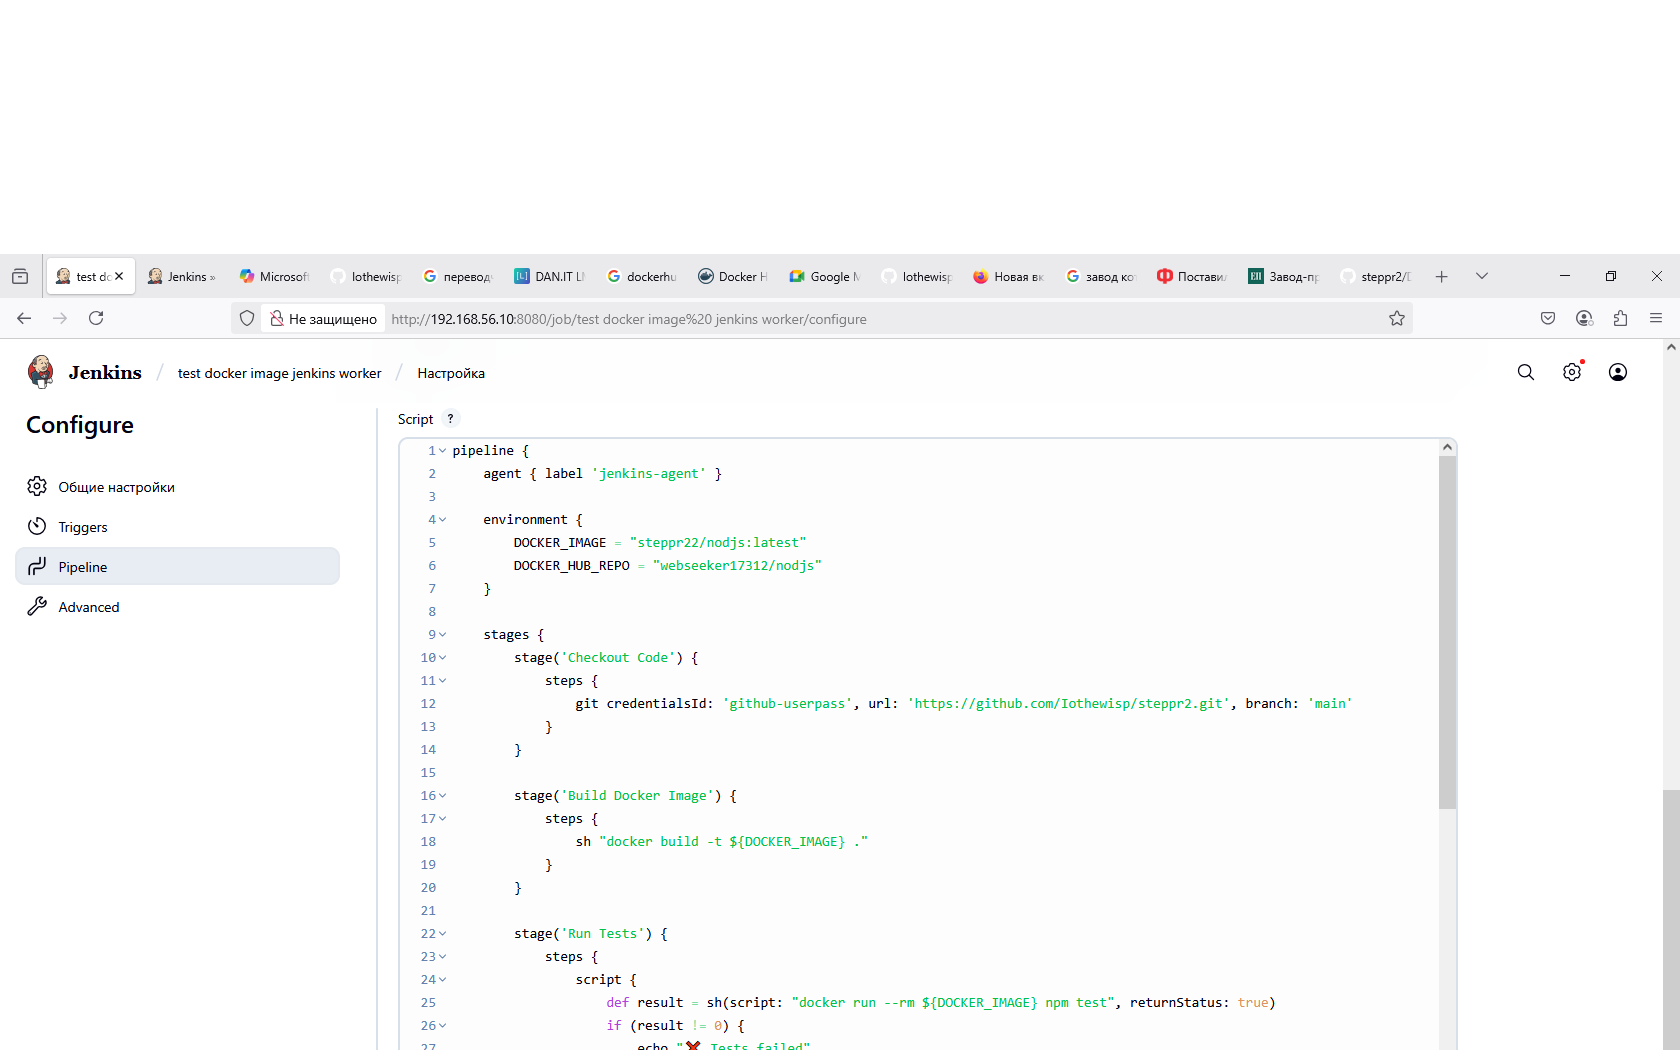 test dc
Jenkins »
Microsof
lothewisp
перевод
DAN.IT
dockerhu
Docker H
Google M
lothewisp
Новая вк
завод ко
Постави
Завод-п
steppr2/D
Не защищено
http://192.168.56.10:8080/job/test docker image%20 jenkins worker/configure
Jenkins / test docker image jenkins worker / Настройка
Configure
Общие настройки
Triggers
Pipeline
Advanced
Script ?
1 pipeline {
2 agent { label 'jenkins-agent' }
3
4 environment {
5 DOCKER_IMAGE = "steppr22/nodjs:latest"
6 DOCKER_HUB_REPO = "webseeker17312/nodjs"
7 }
8
9 stages {
10 stage('Checkout Code') {
11 steps {
12 git credentialsId: 'github-userpass', url: 'https://github.com/Iothewisp/steppr2.git', branch: 'main'
13 }
14 }
15
16 stage('Build Docker Image') {
17 steps {
18 sh "docker build -t ${DOCKER_IMAGE} ."
19 }
20 }
21
22 stage('Run Tests') {
23 steps {
24 script {
25 def result = sh(script: "docker run --rm ${DOCKER_IMAGE} npm test", returnStatus: true)
26 if (result != 0) {
27 echo "❌ Tests failed"